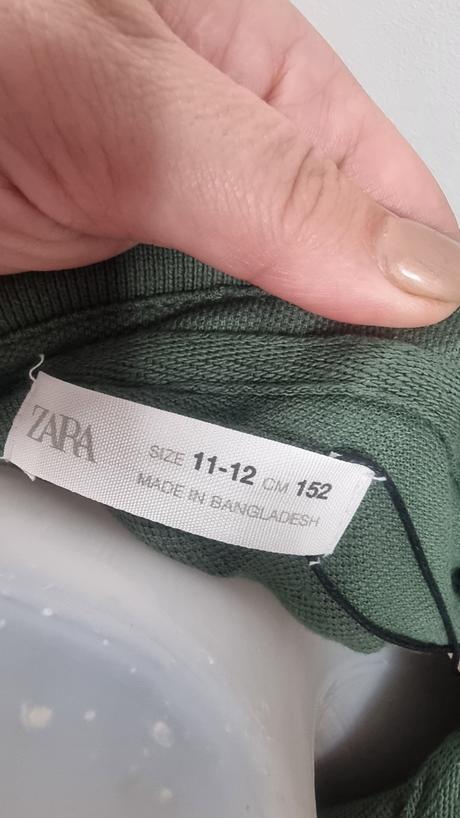 ZARA
SIZE 11-12 CM 152
MADE IN BANGLADESH